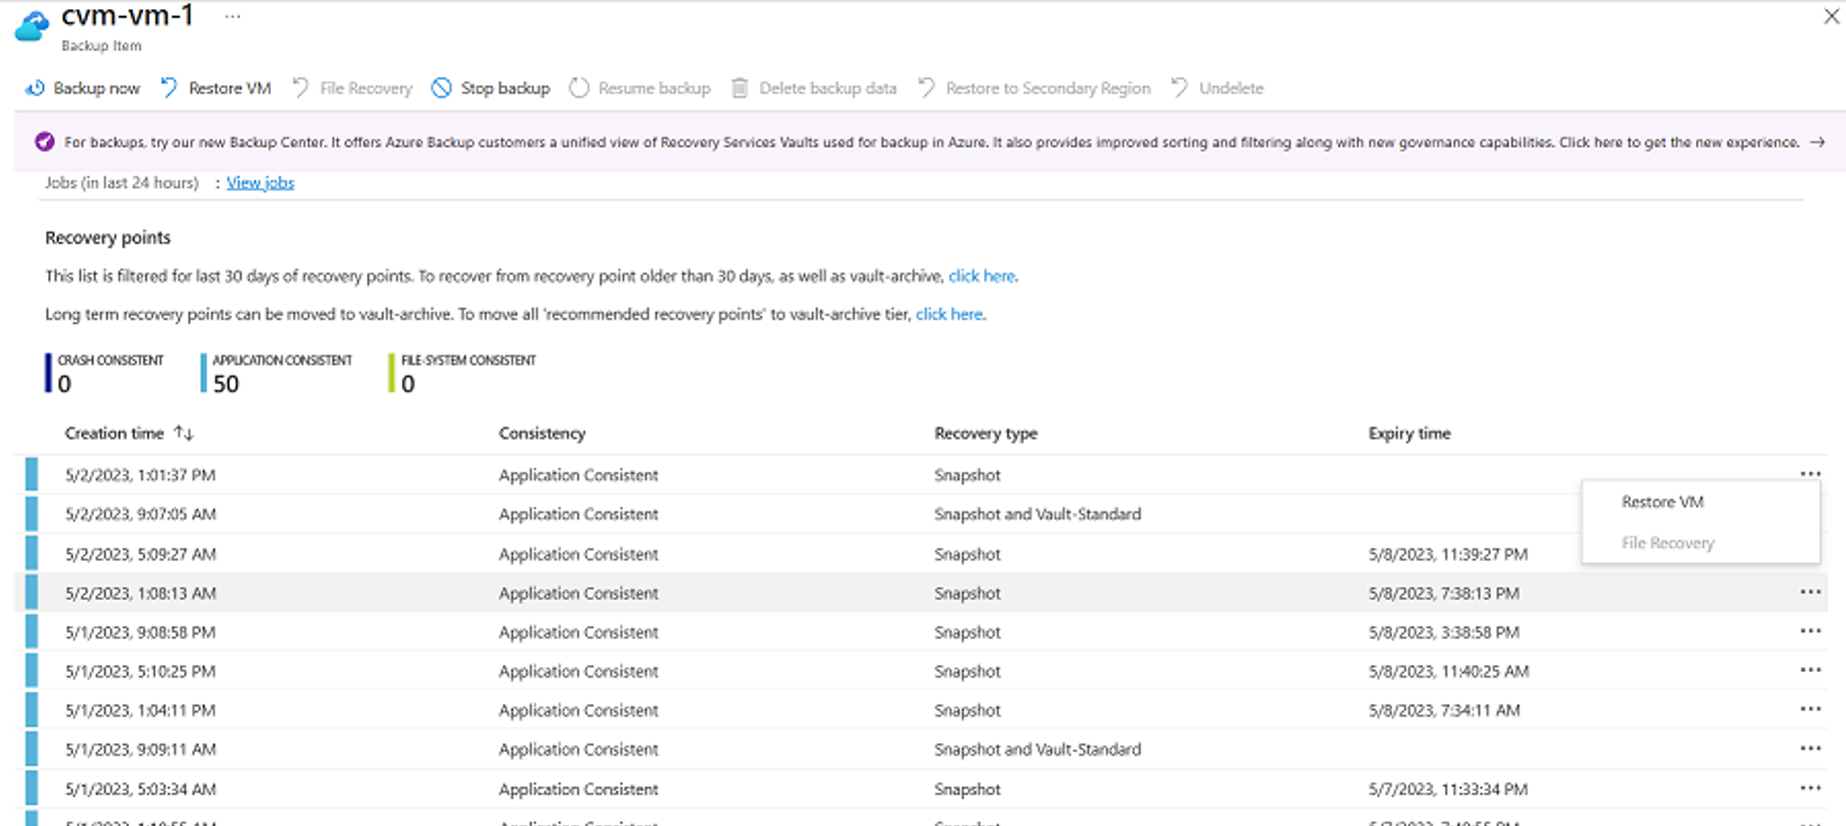 cvm-vm-1 ...
Backup Item
Backup now Restore VM File Recovery Stop backup Resume backup Delete backup data Restore to Secondary Region Undelete
For backups, try our new Backup Center. It offers Azure Backup customers a unified view of Recovery Services Vaults used for backup in Azure. It also provides improved sorting and filtering along with new governance capabilities. Click here to get the new experience. →
Jobs (in last 24 hours) : View jobs
Recovery points
This list is filtered for last 30 days of recovery points. To recover from recovery point older than 30 days, as well as vault-archive, click here.
Long term recovery points can be moved to vault-archive. To move all 'recommended recovery points' to vault-archive tier, click here.
CRASH CONSISTENT APPLICATION CONSISTENT FILE-SYSTEM CONSISTENT
0 50 0
Creation time ↑↓ Consistency Recovery type Expiry time
5/2/2023, 1:01:37 PM Application Consistent Snapshot ...
Restore VM
5/2/2023, 9:07:05 AM Application Consistent Snapshot and Vault-Standard
File Recovery
5/2/2023, 5:09:27 AM Application Consistent Snapshot 5/8/2023, 11:39:27 PM
5/2/2023, 1:08:13 AM Application Consistent Snapshot 5/8/2023, 7:38:13 PM ...
5/1/2023, 9:08:58 PM Application Consistent Snapshot 5/8/2023, 3:38:58 PM ...
5/1/2023, 5:10:25 PM Application Consistent Snapshot 5/8/2023, 11:40:25 AM ...
5/1/2023, 1:04:11 PM Application Consistent Snapshot 5/8/2023, 7:34:11 AM ...
5/1/2023, 9:09:11 AM Application Consistent Snapshot and Vault-Standard ...
5/1/2023, 5:03:34 AM Application Consistent Snapshot 5/7/2023, 11:33:34 PM ...